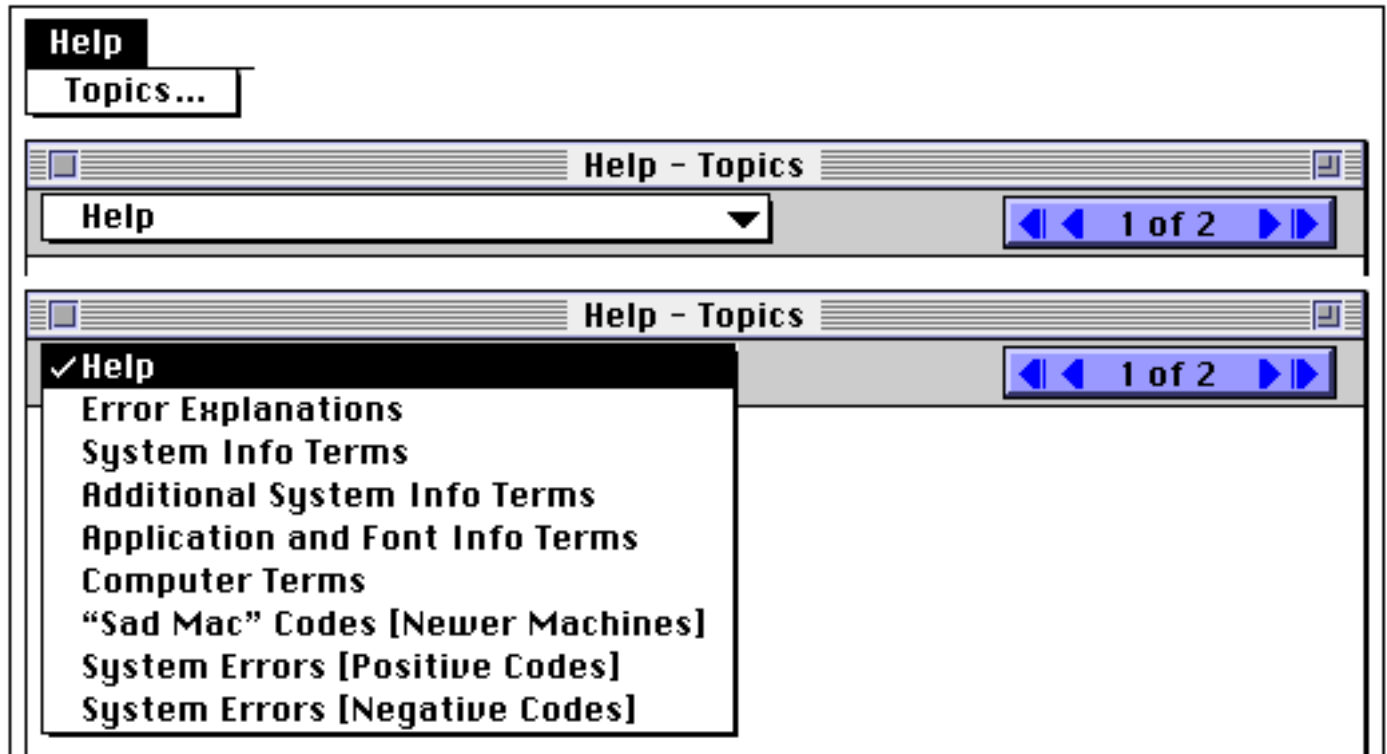 Help
Topics...
Help - Topics
Help
1 of 2
Help - Topics
✓Help
1 of 2
Error Explanations
System Info Terms
Additional System Info Terms
Application and Font Info Terms
Computer Terms
“Sad Mac” Codes [Newer Machines]
System Errors [Positive Codes]
System Errors [Negative Codes]